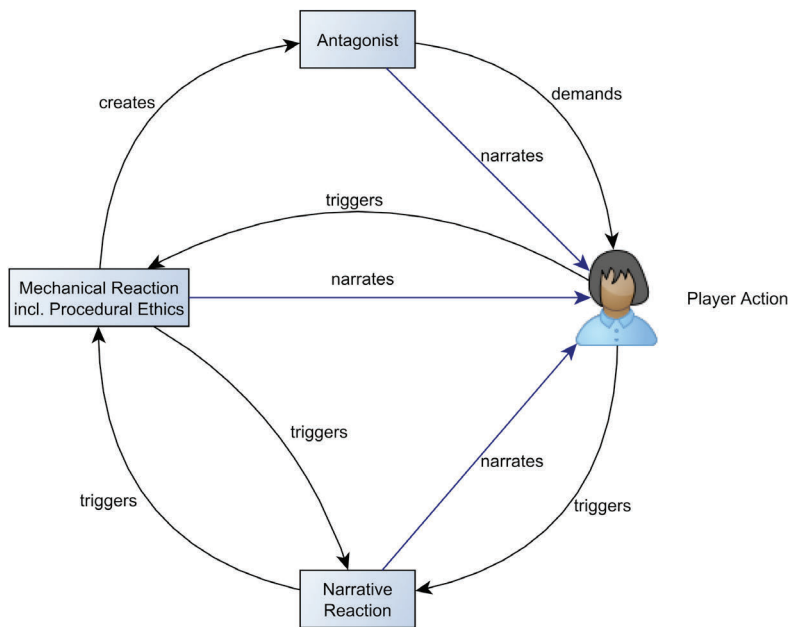 Antagonist
creates
demands
narrates
triggers
Mechanical Reaction
incl. Procedural Ethics
narrates
Player Action
triggers
narrates
triggers
triggers
Narrative
Reaction